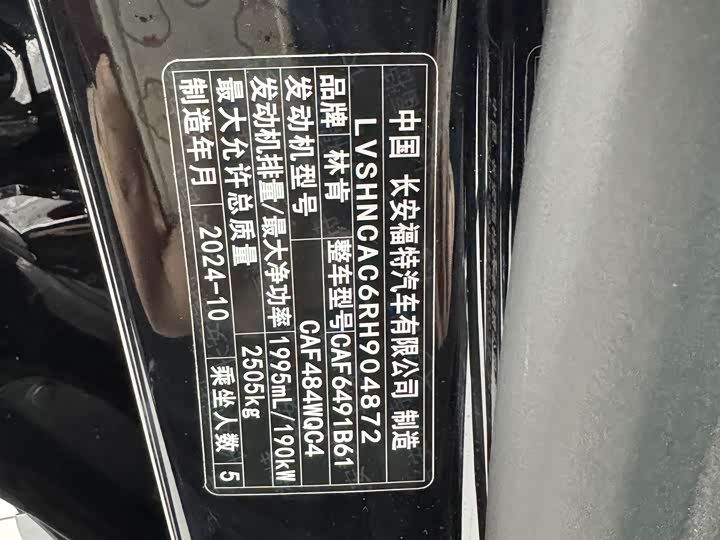 中国 长安福特汽车有限公司 制造
LVSHNCAC6RH904872
品牌 林肯 整车型号 CAF6491B61
发动机型号 CAF484WQC4
发动机排量/最大净功率 1995mL/190kW
最大允许总质量 2505kg
制造年月 2024-10 乘坐人数 5